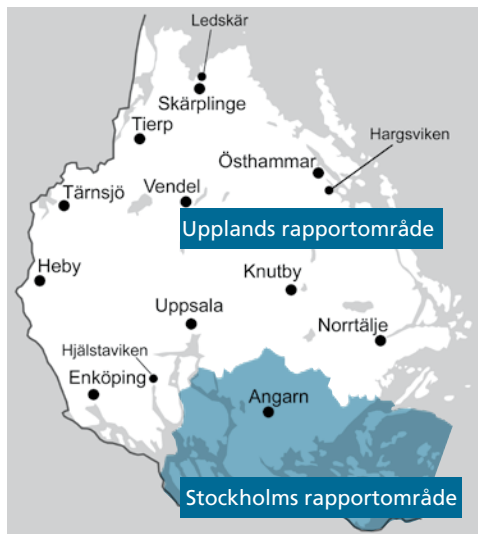 Ledskär
Skärplinge
Tierp
Hargsviken
Östhammar
Tärnsjö
Vendel
Upplands rapportområde
Heby
Knutby
Uppsala
Norrtälje
Hjälstaviken
Enköping
Angarn
Stockholms rapportområde